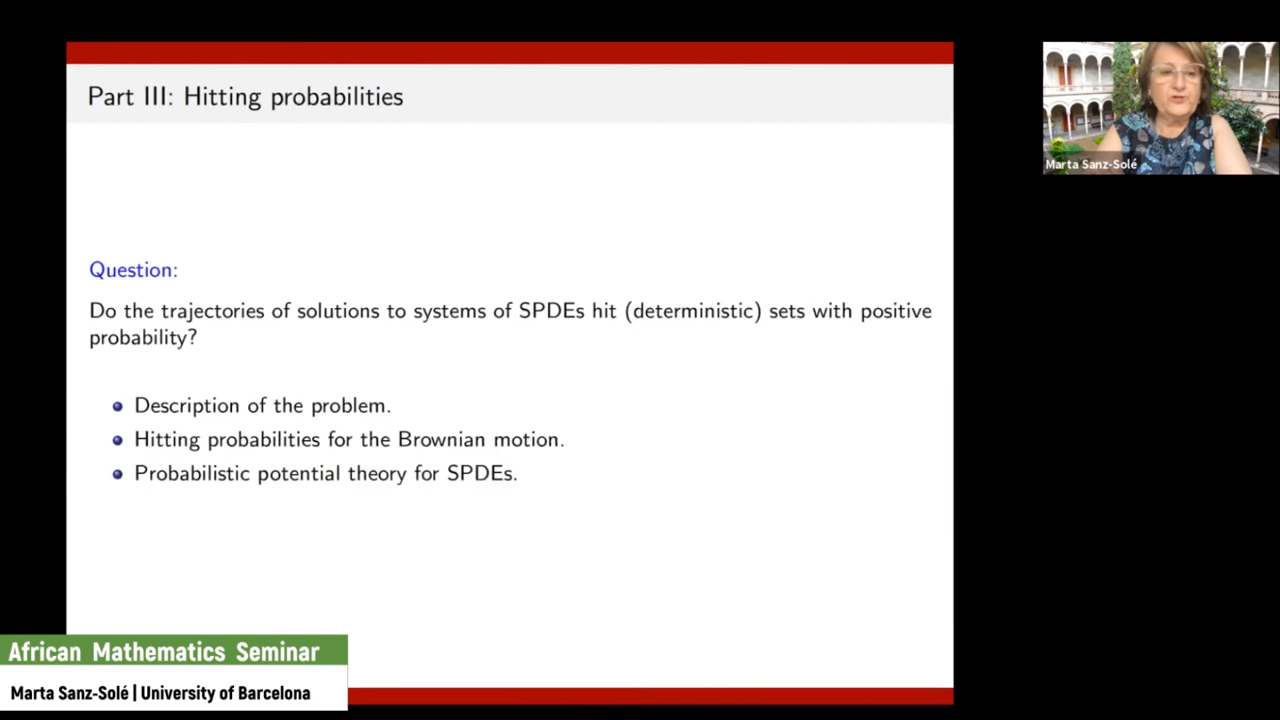 Part III: Hitting probabilities
Marta Sanz-Solé
Question:
Do the trajectories of solutions to systems of SPDEs hit (deterministic) sets with positive
probability?
Description of the problem.
Hitting probabilities for the Brownian motion.
Probabilistic potential theory for SPDEs.
African Mathematics Seminar
Marta Sanz-Solé | University of Barcelona